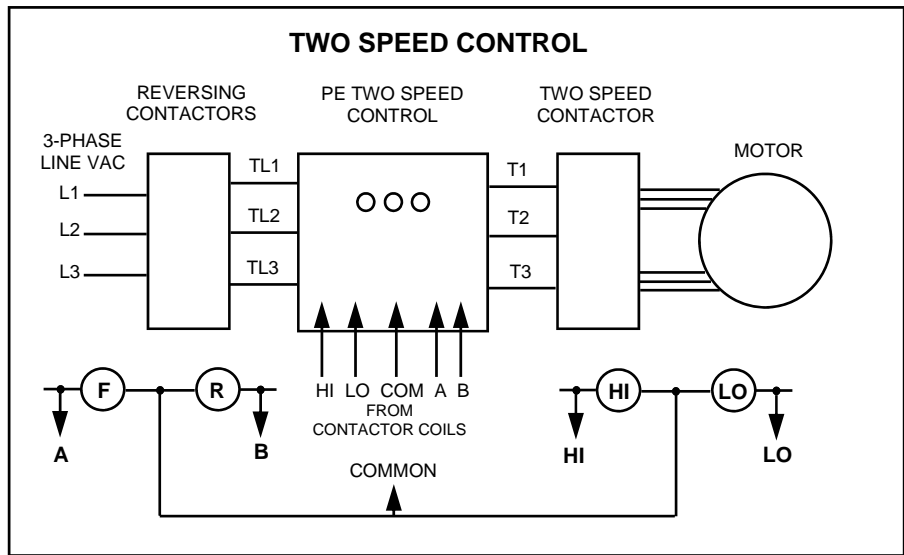 TWO SPEED CONTROL
REVERSING
CONTACTORS
PE TWO SPEED
CONTROL
TWO SPEED
CONTACTOR
3-PHASE
LINE VAC
MOTOR
L1
L2
L3
TL1
TL2
TL3
T1
T2
T3
HI LO COM A B
FROM
CONTACTOR COILS
F
R
A
B
HI
LO
HI
LO
COMMON